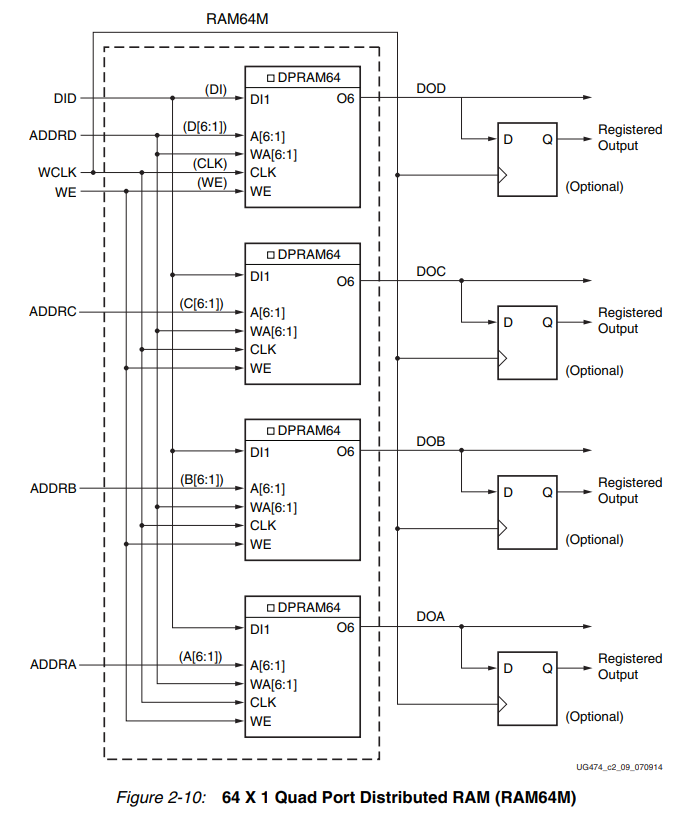 RAM64M
DPRAM64
DID
(DI)
DI1
O6
DOD
ADDRD
(D[6:1])
A[6:1]
D
Q
Registered
Output
WA[6:1]
WCLK
(CLK)
CLK
WE
(WE)
WE
(Optional)
DPRAM64
DI1
O6
DOC
ADDRC
(C[6:1])
A[6:1]
D
Q
Registered
Output
WA[6:1]
CLK
WE
(Optional)
DPRAM64
DI1
O6
DOB
ADDRB
(B[6:1])
A[6:1]
D
Q
Registered
Output
WA[6:1]
CLK
WE
(Optional)
DPRAM64
DI1
O6
DOA
ADDRA
(A[6:1])
A[6:1]
D
Q
Registered
Output
WA[6:1]
CLK
WE
(Optional)
UG474_c2_09_070914
Figure 2-10: 64 X 1 Quad Port Distributed RAM (RAM64M)